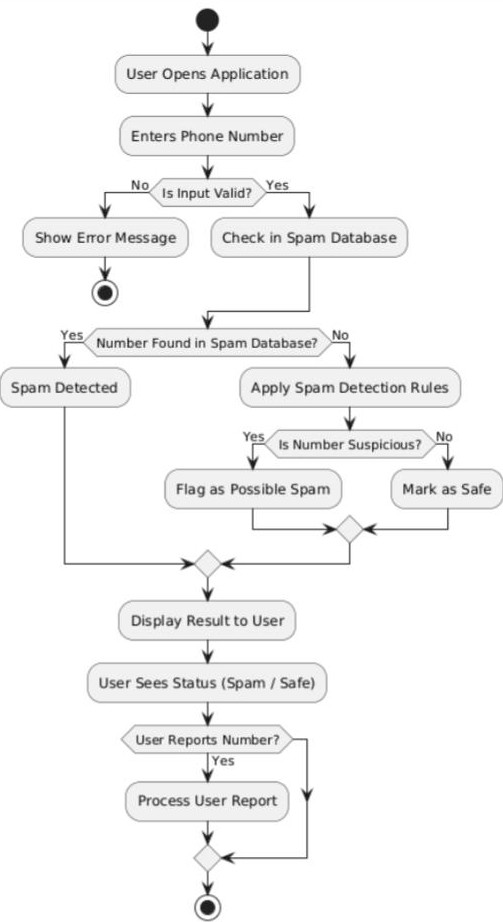 User Opens Application
Enters Phone Number
No
Is Input Valid?
Yes
Show Error Message
Check in Spam Database
Yes
Number Found in Spam Database?
No
Spam Detected
Apply Spam Detection Rules
Yes
Is Number Suspicious?
No
Flag as Possible Spam
Mark as Safe
Display Result to User
User Sees Status (Spam / Safe)
User Reports Number?
Yes
Process User Report